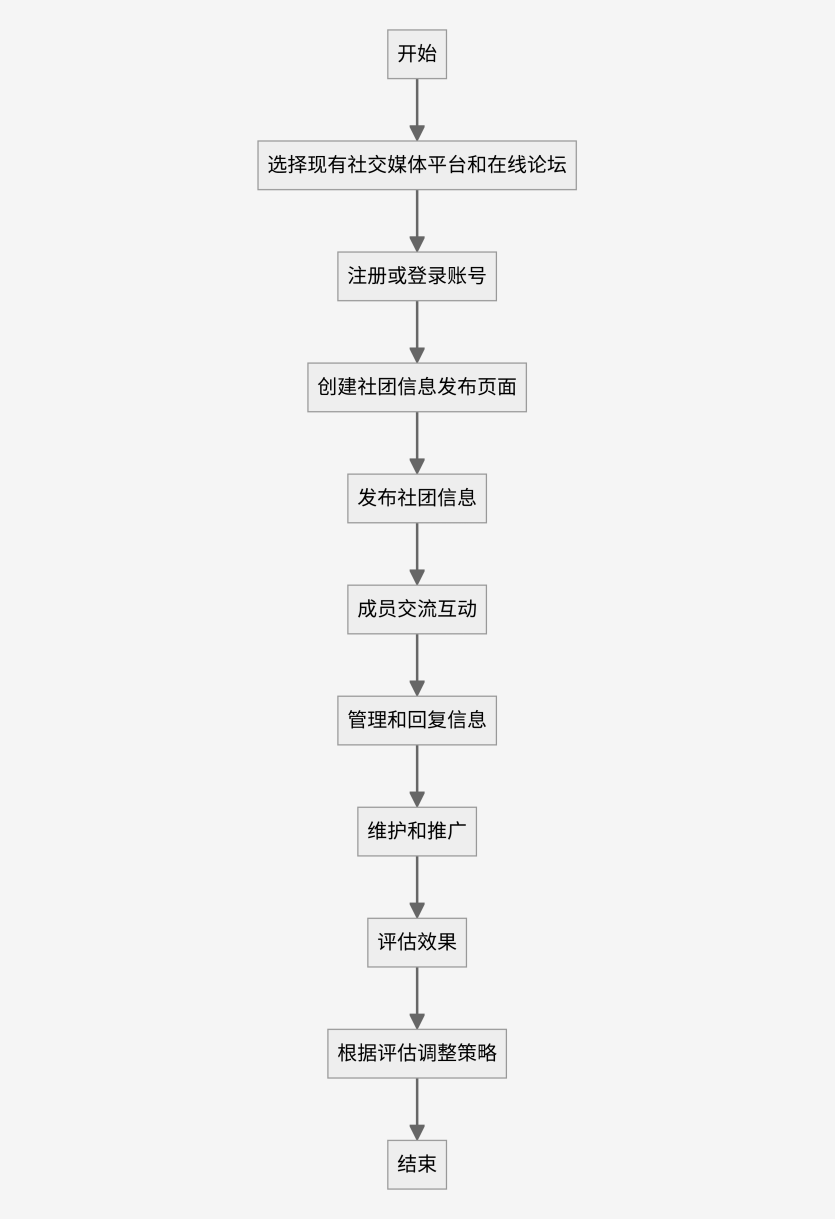 开始
选择现有社交媒体平台和在线论坛
注册或登录账号
创建社团信息发布页面
发布社团信息
成员交流互动
管理和回复信息
维护和推广
评估效果
根据评估调整策略
结束